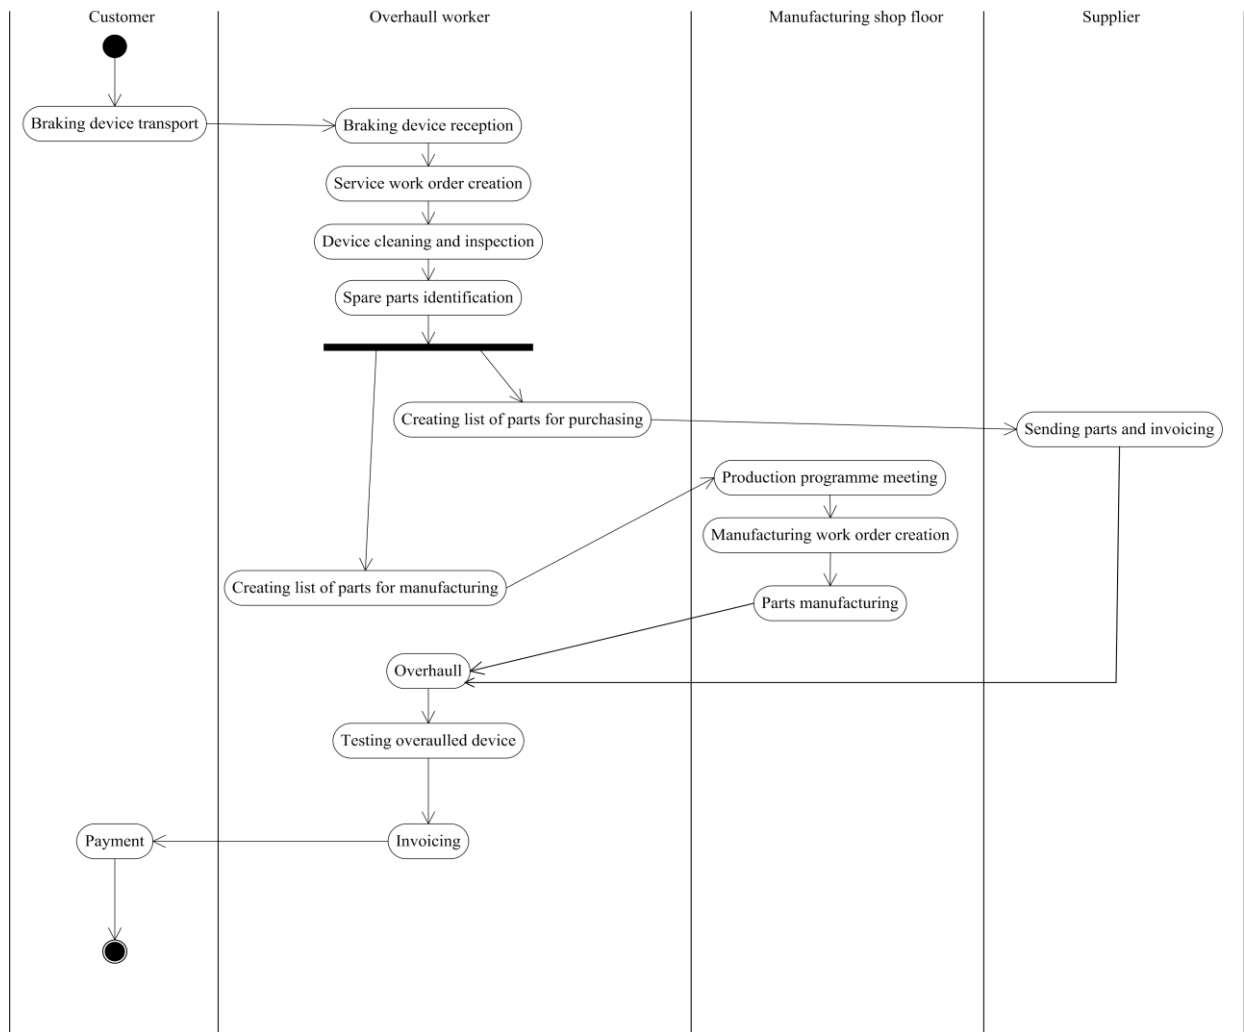 Customer
Overhaull worker
Manufacturing shop floor
Supplier
Braking device transport
Braking device reception
Service work order creation
Device cleaning and inspection
Spare parts identification
Creating list of parts for purchasing
Sending parts and invoicing
Production programme meeting
Manufacturing work order creation
Creating list of parts for manufacturing
Parts manufacturing
Overhaull
Testing overaulled device
Payment
Invoicing